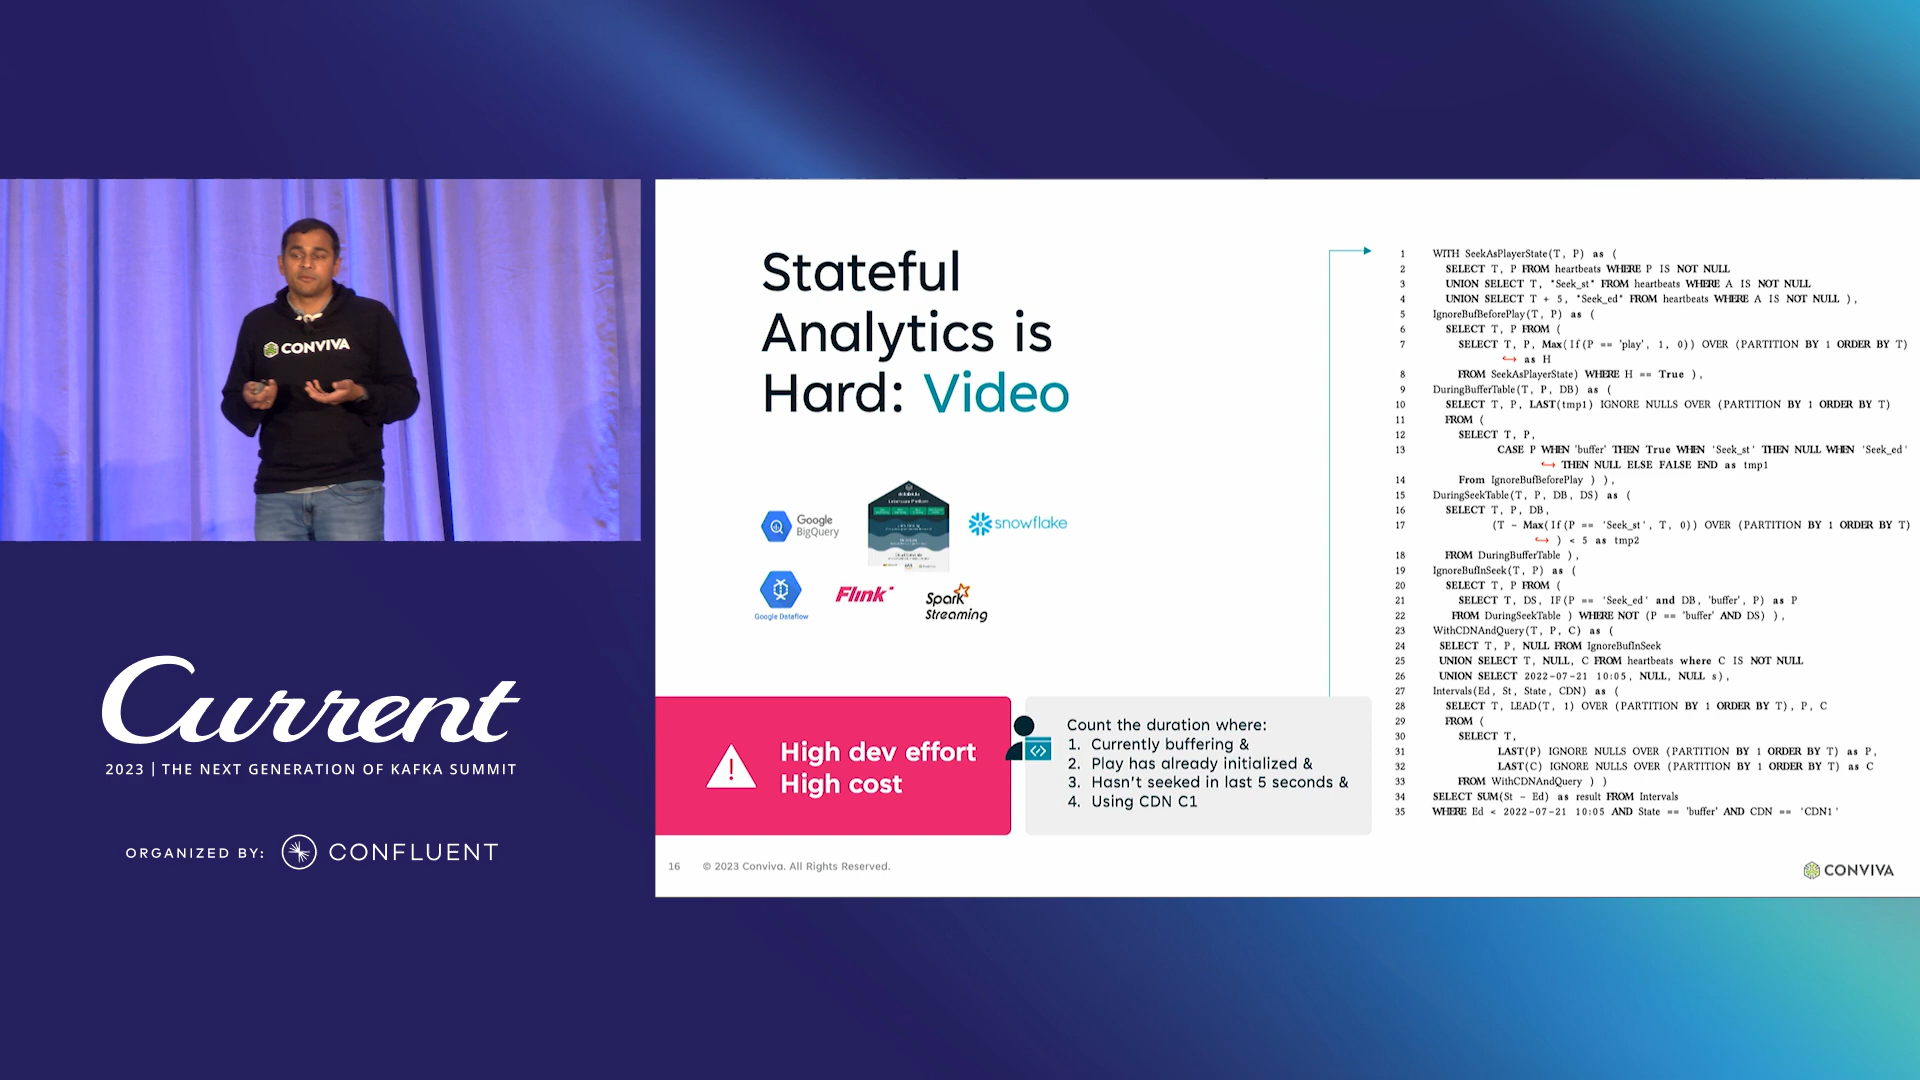 CONVIVA
Current
2023 | THE NEXT GENERATION OF KAFKA SUMMIT
ORGANIZED BY: CONFLUENT
Stateful
Analytics is
Hard: Video
Google
BigQuery
snowflake
Google Dataflow
Flink
Spark
Streaming
High dev effort
High cost
Count the duration where:
1. Currently buffering &
2. Play has already initialized &
3. Hasn't seeked in last 5 seconds &
4. Using CDN C1
1 WITH SeekAsPlayerState(T, P) as (
2 SELECT T, P FROM heartbeats WHERE P IS NOT NULL
3 UNION SELECT T, "Seek_st" FROM heartbeats WHERE A IS NOT NULL
4 UNION SELECT T + 5, "Seek_ed" FROM heartbeats WHERE A IS NOT NULL ),
5 IgnoreBufBeforePlay(T, P) as (
6 SELECT T, P FROM (
7 SELECT T, P, Max(If(P == 'play', 1, 0)) OVER (PARTITION BY 1 ORDER BY T)
↪ as H
8 FROM SeekAsPlayerState) WHERE H == True ),
9 DuringBufferTable(T, P, DB) as (
10 SELECT T, P, LAST(tmp1) IGNORE NULLS OVER (PARTITION BY 1 ORDER BY T)
11 FROM (
12 SELECT T, P,
13 CASE P WHEN 'buffer' THEN True WHEN 'Seek_st' THEN NULL WHEN 'Seek_ed'
↪ THEN NULL ELSE FALSE END as tmp1
14 From IgnoreBufBeforePlay ) ),
15 DuringSeekTable(T, P, DB, DS) as (
16 SELECT T, P, DB,
17 (T - Max(If(P == 'Seek_st', T, 0)) OVER (PARTITION BY 1 ORDER BY T)
↪ ) < 5 as tmp2
18 FROM DuringBufferTable ),
19 IgnoreBufInSeek(T, P) as (
20 SELECT T, P FROM (
21 SELECT T, DS, IF(P == 'Seek_ed' and DB, 'buffer', P) as P
22 FROM DuringSeekTable ) WHERE NOT (P == 'buffer' AND DS) ),
23 WithCDNAndQuery(T, P, C) as (
24 SELECT T, P, NULL FROM IgnoreBufInSeek
25 UNION SELECT T, NULL, C FROM heartbeats where C IS NOT NULL
26 UNION SELECT 2022-07-21 10:05, NULL, NULL s),
27 Intervals(Ed, St, State, CDN) as (
28 SELECT T, LEAD(T, 1) OVER (PARTITION BY 1 ORDER BY T), P, C
29 FROM (
30 SELECT T,
31 LAST(P) IGNORE NULLS OVER (PARTITION BY 1 ORDER BY T) as P,
32 LAST(C) IGNORE NULLS OVER (PARTITION BY 1 ORDER BY T) as C
33 FROM WithCDNAndQuery ) )
34 SELECT SUM(St - Ed) as result FROM Intervals
35 WHERE Ed < 2022-07-21 10:05 AND State == 'buffer' AND CDN == 'CDN1'
16 © 2023 Conviva. All Rights Reserved.
CONVIVA